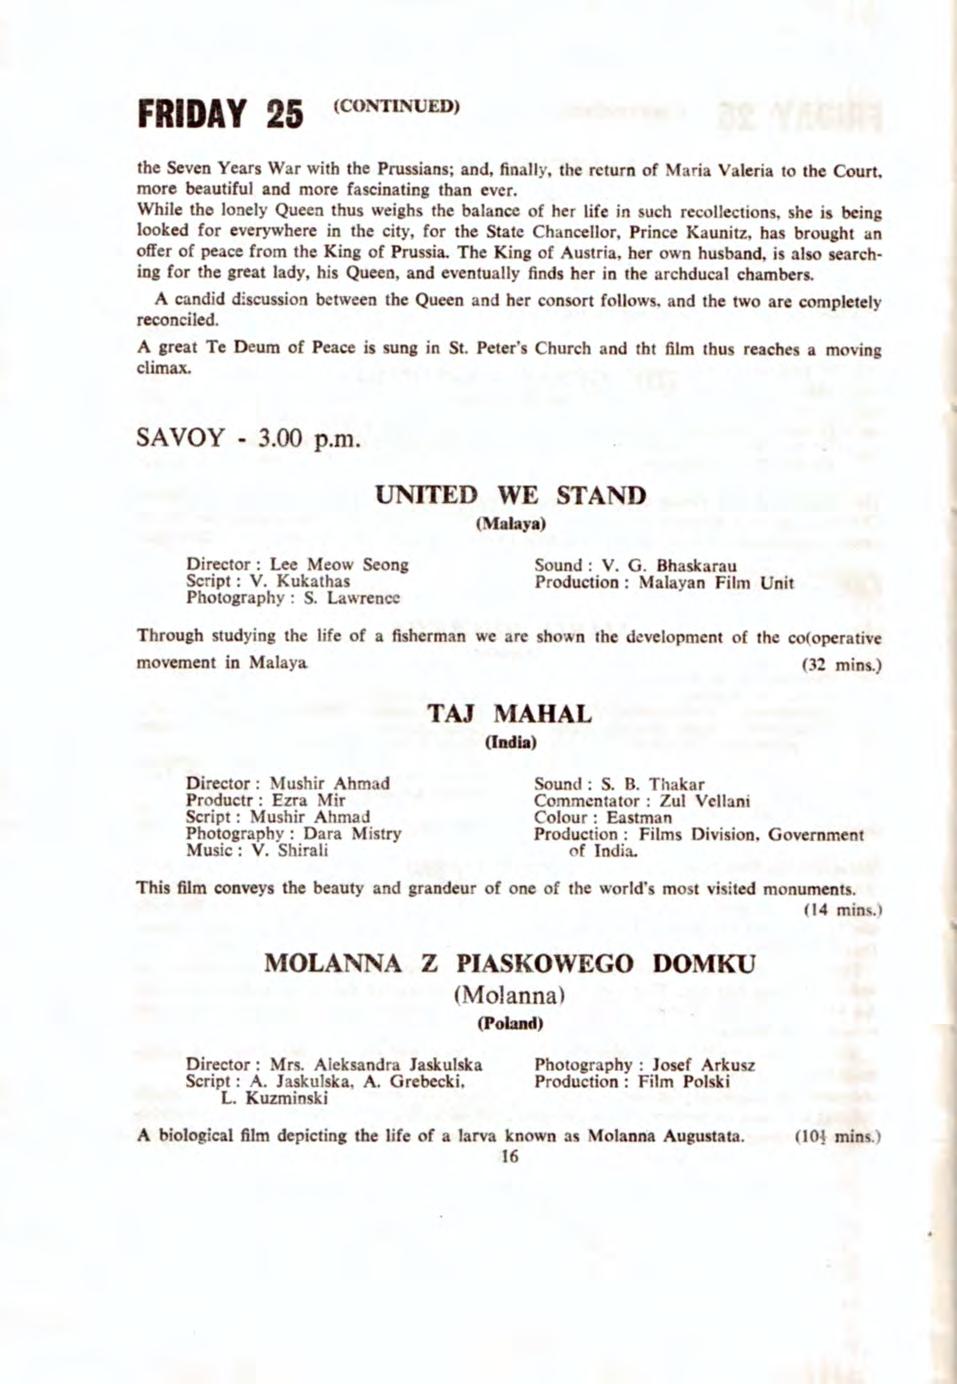 FRIDAY 25 (CONTINUED)
the Seven Years War with the Prussians; and, finally, the return of Maria Valeria to the Court,
more beautiful and more fascinating than ever.
While the lonely Queen thus weighs the balance of her life in such recollections, she is being
looked for everywhere in the city, for the State Chancellor, Prince Kaunitz, has brought an
offer of peace from the King of Prussia. The King of Austria, her own husband, is also search-
ing for the great lady, his Queen, and eventually finds her in the archducal chambers.
A candid discussion between the Queen and her consort follows, and the two are completely
reconciled.
A great Te Deum of Peace is sung in St. Peter's Church and tht film thus reaches a moving
climax.
SAVOY - 3.00 p.m.
UNITED WE STAND
(Malaya)
Director : Lee Meow Seong
Script : V. Kukathas
Photography : S. Lawrence
Sound : V. G. Bhaskarau
Production : Malayan Film Unit
Through studying the life of a fisherman we are shown the development of the co(operative
movement in Malaya (32 mins.)
TAJ MAHAL
(India)
Director : Mushir Ahmad
Productr : Ezra Mir
Script : Mushir Ahmad
Photography : Dara Mistry
Music : V. Shirali
Sound : S. B. Thakar
Commentator : Zul Vellani
Colour : Eastman
Production : Films Division, Government
of India.
This film conveys the beauty and grandeur of one of the world's most visited monuments.
(14 mins.)
MOLANNA Z PIASKOWEGO DOMKU
(Molanna)
(Poland)
Director : Mrs. Aleksandra Jaskulska
Script : A. Jaskulska, A. Grebecki,
L. Kuzminski
Photography : Josef Arkusz
Production : Film Polski
A biological film depicting the life of a larva known as Molanna Augustata. (10½ mins.)
16